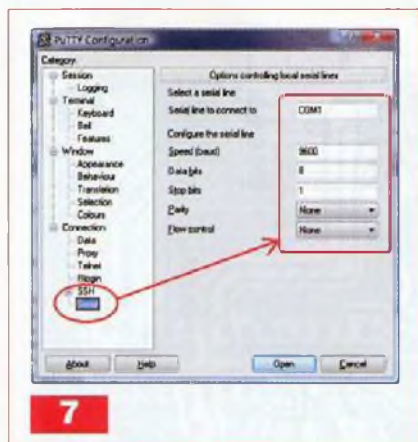 PuTTY Configuration
Category:
Session
Logging
Terminal
Keyboard
Bell
Features
Window
Appearance
Behaviour
Translation
Selection
Colours
Connection
Data
Proxy
Telnet
Rlogin
SSH
Options controlling local serial lines
Select a serial line
Serial line to connect to COM1
Configure the serial line
Speed (baud) 9600
Data bits 8
Stop bits 1
Parity None
Flow control None
About Help Open Cancel
7